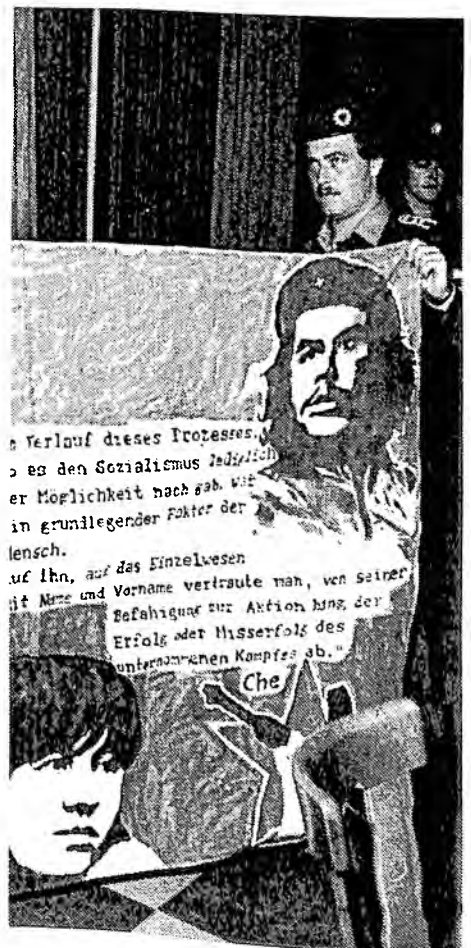 Verlauf dieses Prozesses,
o es den Sozialismus lediglich
er Möglichkeit nach gab, war
in grundlegender Faktor der
lensch.
uf ihn, auf das Einzelwesen
it Name und Vorname vertraute man, von seiner
Befähigung zur Aktion hing der
Erfolg oder Misserfolg des
unternommenen Kampfes ab."
Che